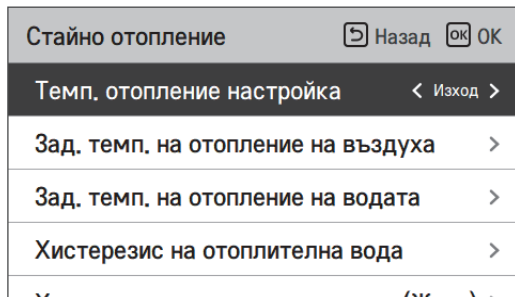 Стайно отопление Назад OK OK
Темп. отопление настройка < Изход >
Зад. темп. на отопление на въздуха >
Зад. темп. на отопление на водата >
Хистерезис на отоплителна вода >